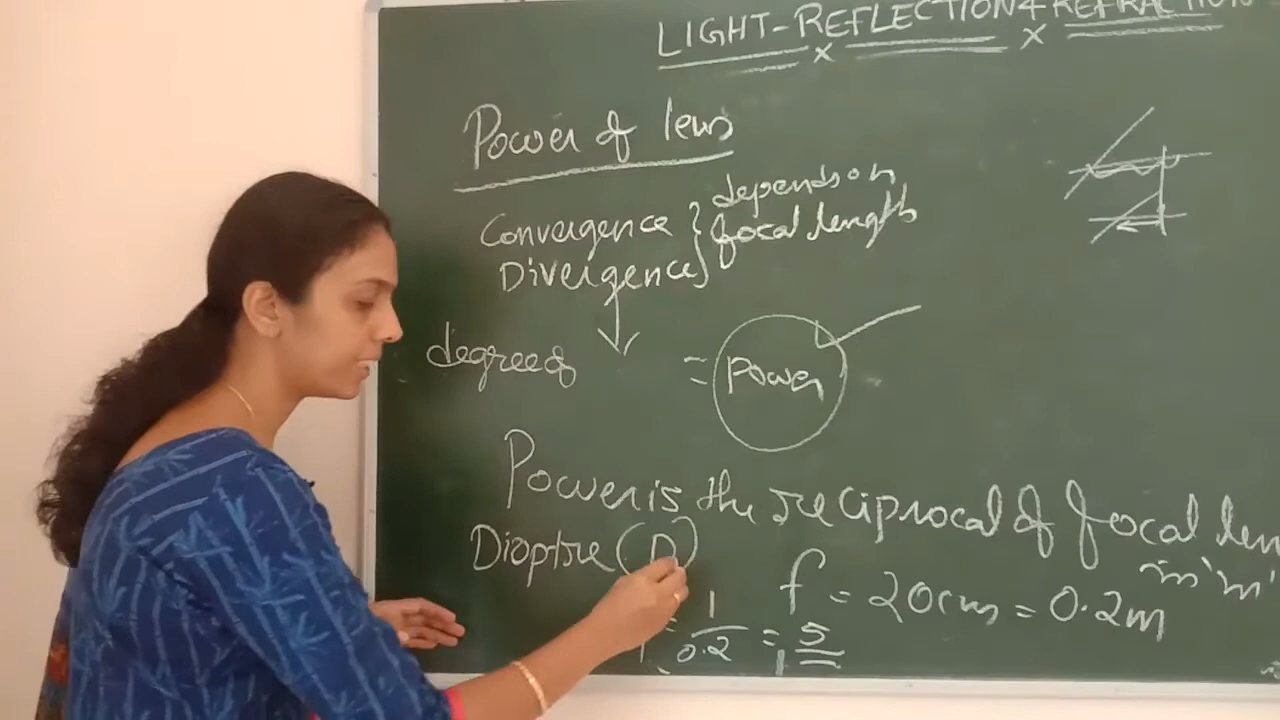 LIGHT-REFLECTION & REFRACTION
x x
Power of lens
Convergence } depends on
Divergence } focal length
degree of = Power
Power is the reciprocal of focal len
in 'm'
Dioptre (D)
f = 20cm = 0.2m
= 1/0.2 = 5